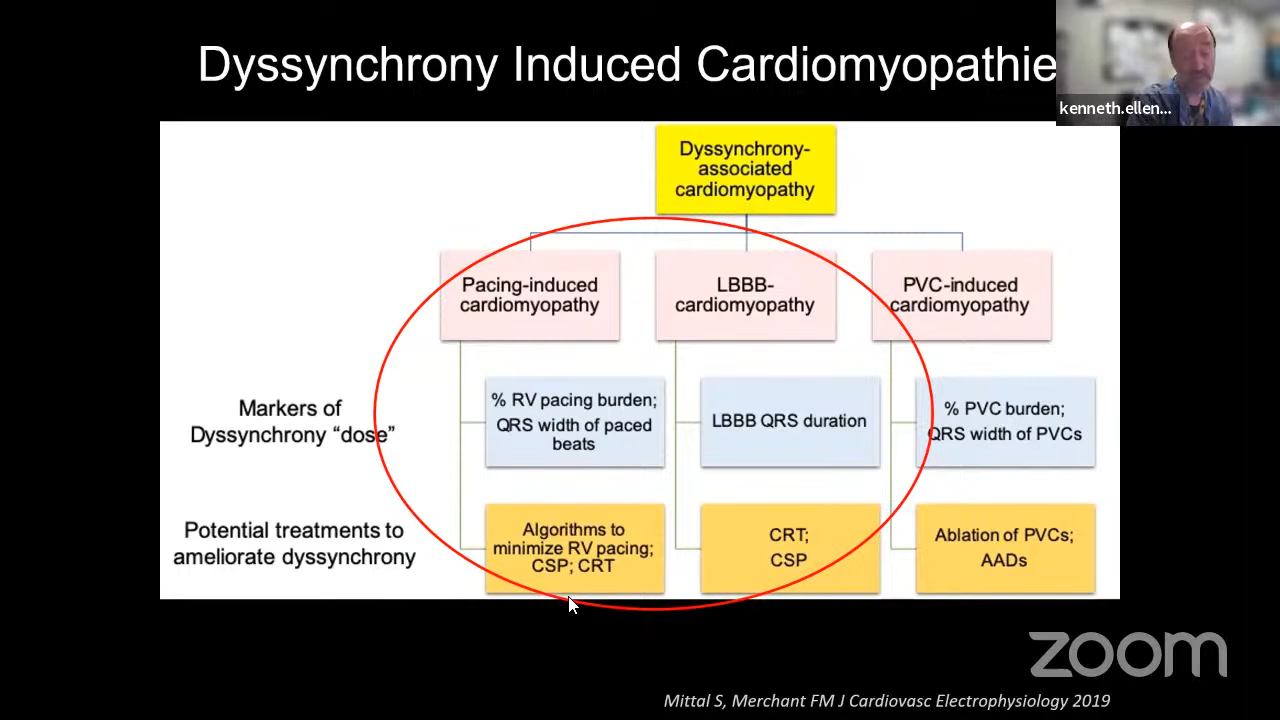 Dyssynchrony Induced Cardiomyopathie
kenneth.ellen...
Dyssynchrony-
associated
cardiomyopathy
Pacing-induced
cardiomyopathy
LBBB-
cardiomyopathy
PVC-induced
cardiomyopathy
Markers of
Dyssynchrony “dose”
% RV pacing burden;
QRS width of paced
beats
LBBB QRS duration
% PVC burden;
QRS width of PVCs
Potential treatments to
ameliorate dyssynchrony
Algorithms to
minimize RV pacing;
CSP; CRT
CRT;
CSP
Ablation of PVCs;
AADs
zoom
Mittal S, Merchant FM J Cardiovasc Electrophysiology 2019